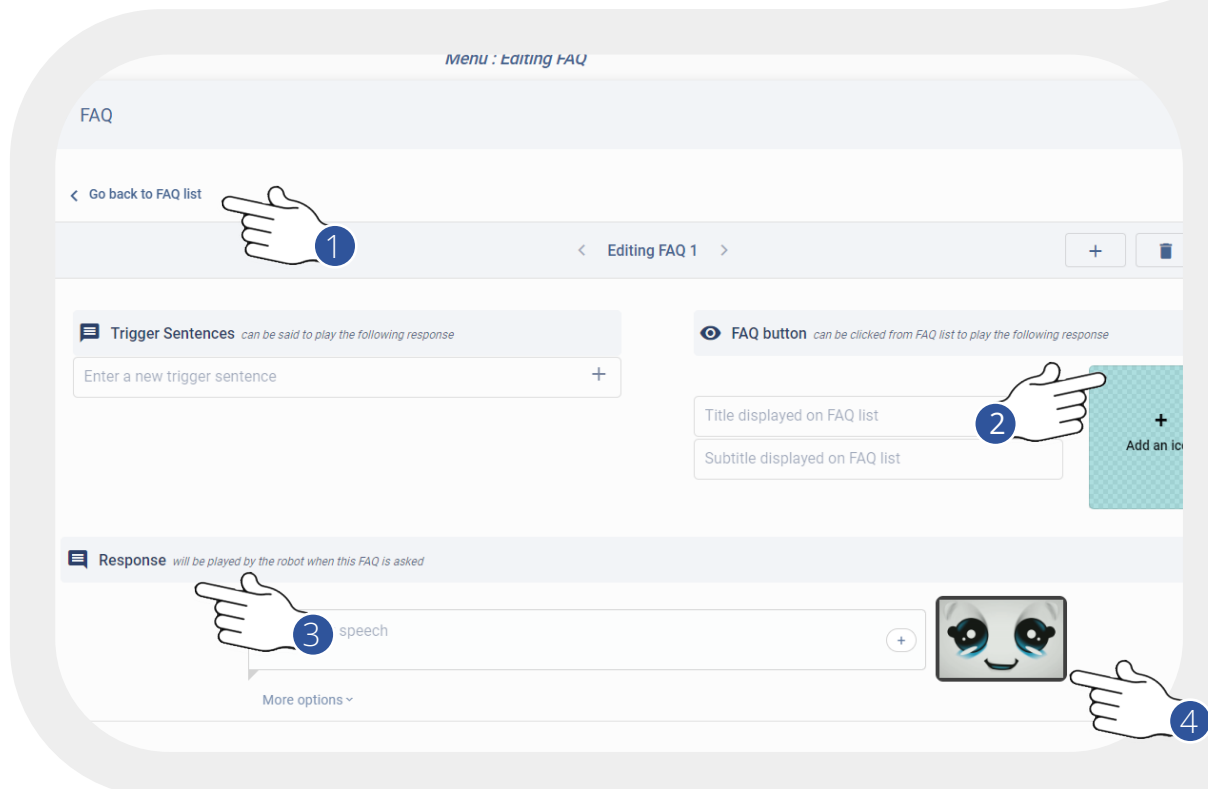 Menu : Editing FAQ
FAQ
Go back to FAQ list
1
Editing FAQ 1
+
Trigger Sentences can be said to play the following response
FAQ button can be clicked from FAQ list to play the following response
Enter a new trigger sentence +
Title displayed on FAQ list
2
+
Add an
Subtitle displayed on FAQ list
Response will be played by the robot when this FAQ is asked
3
speech
+
More options
4